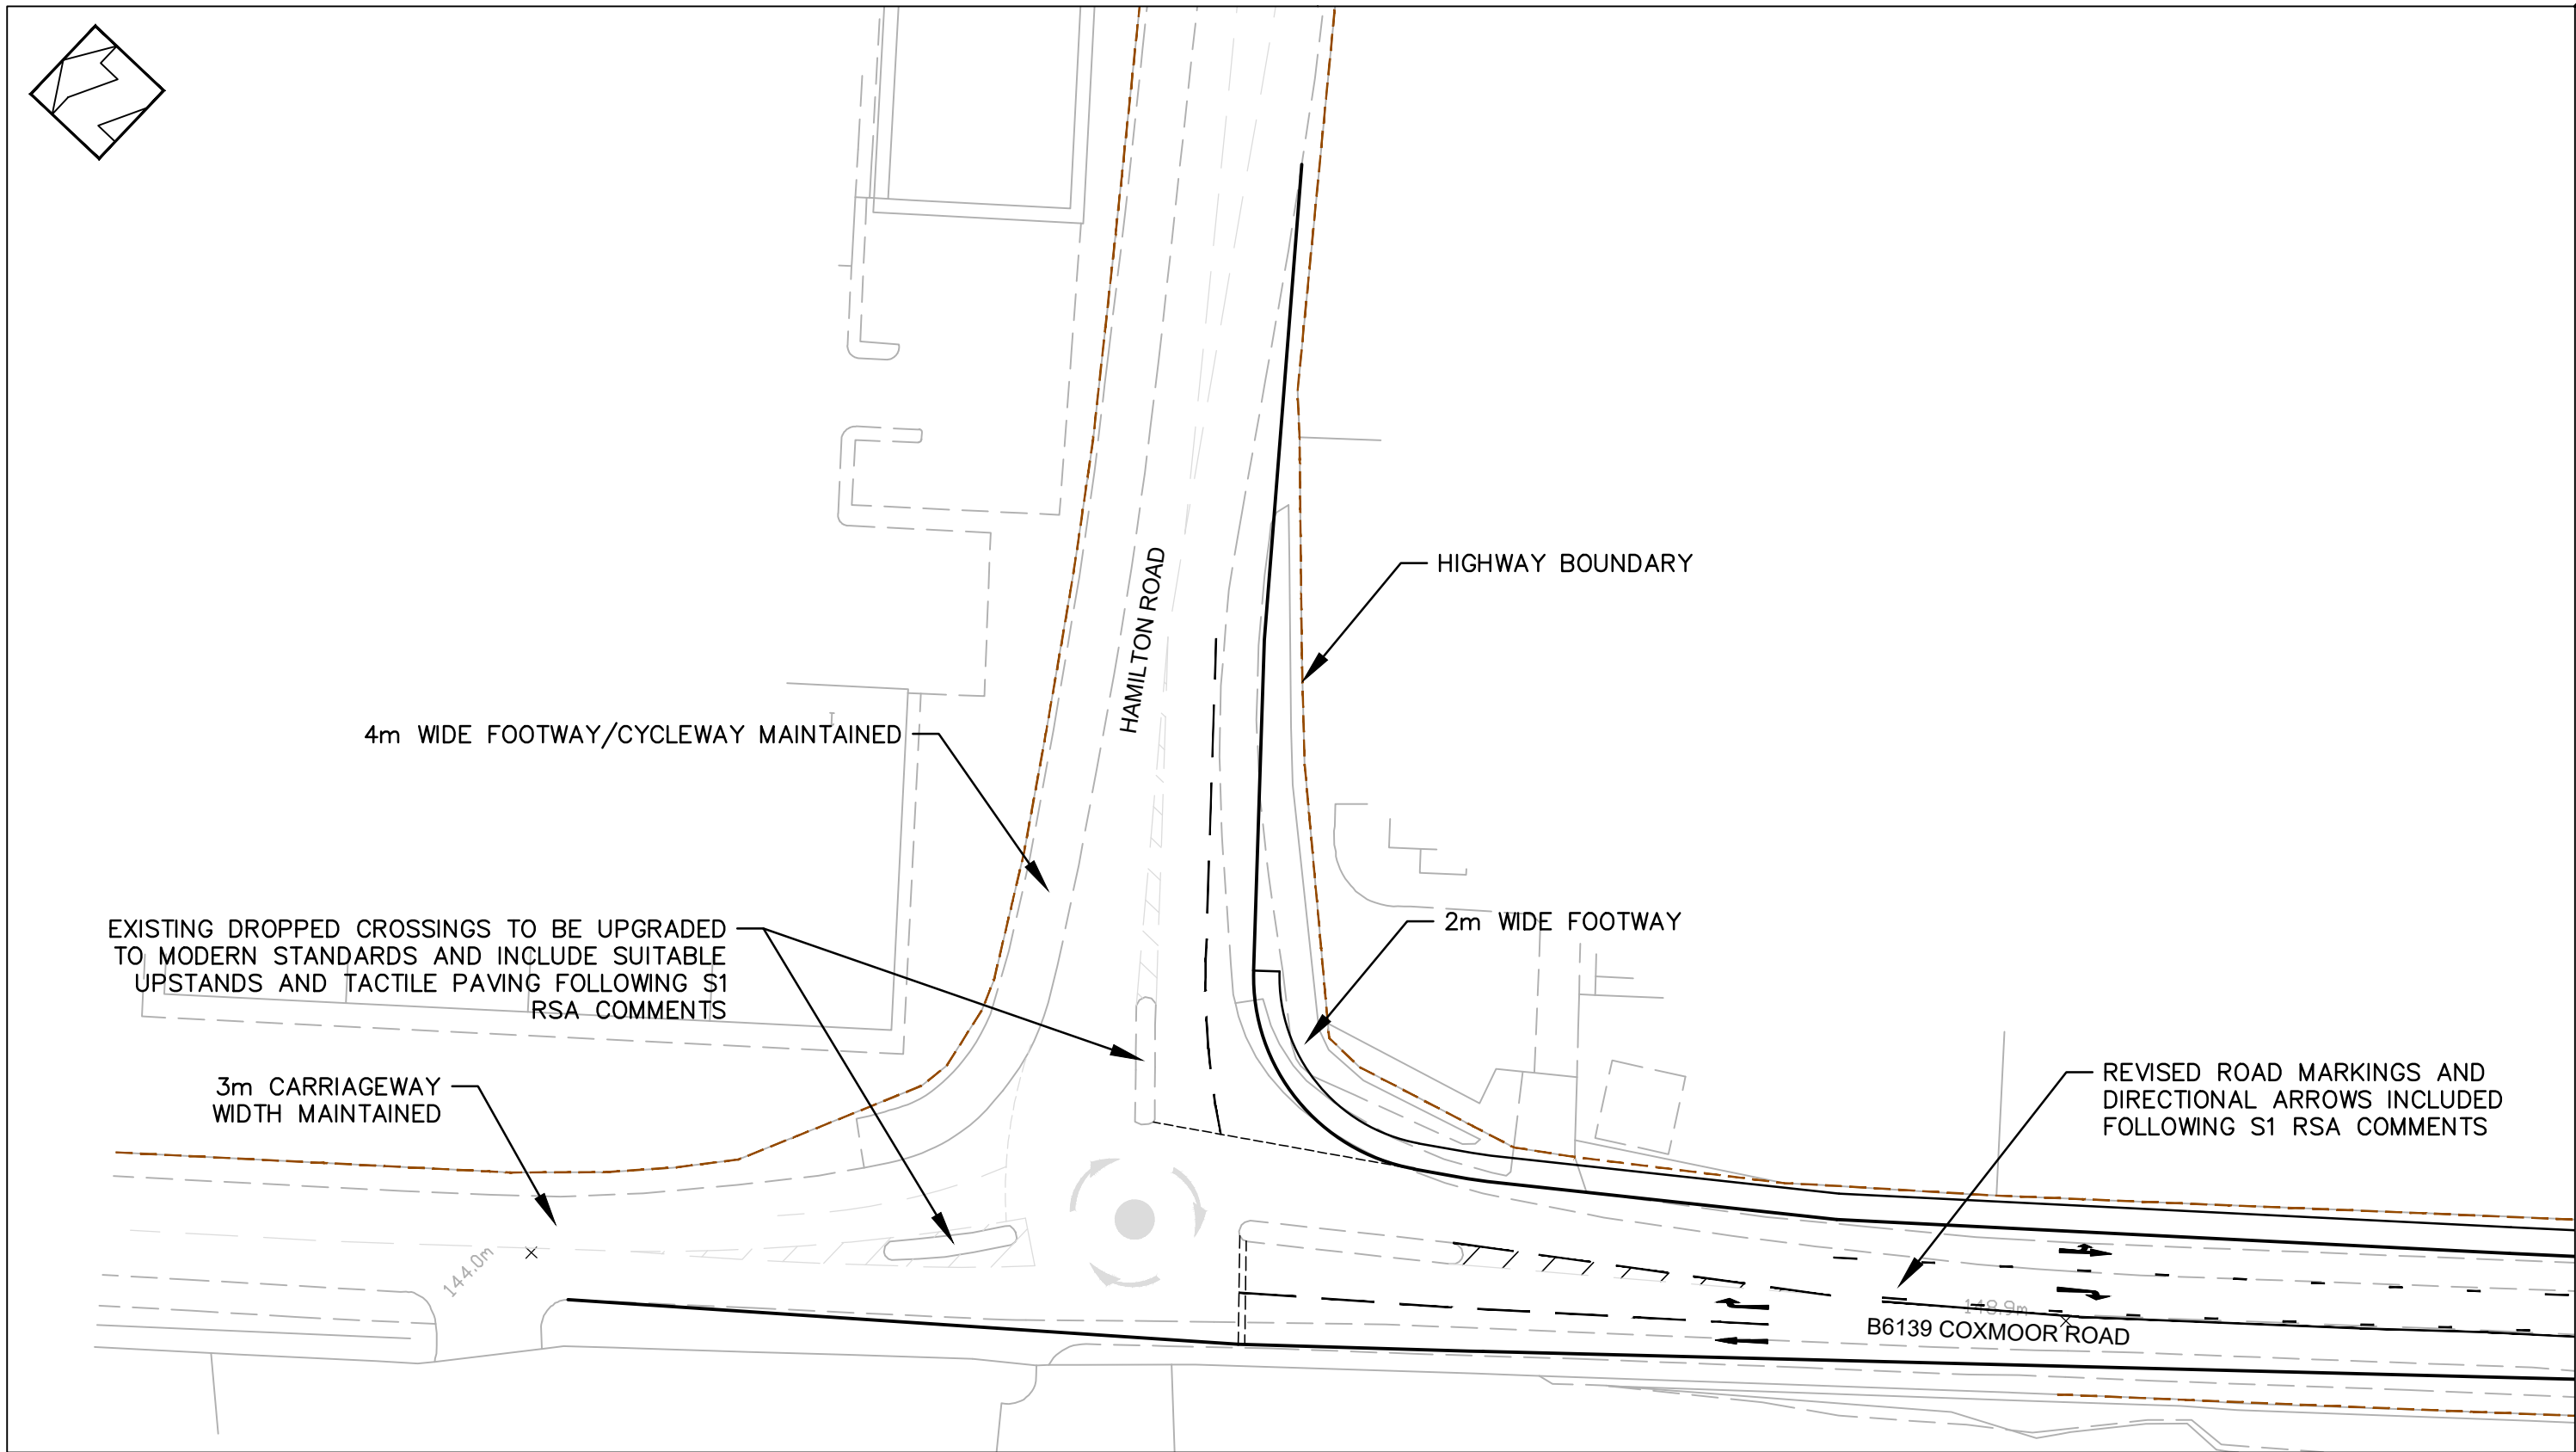 HIGHWAY BOUNDARY
HAMILTON ROAD
4m WIDE FOOTWAY/CYCLEWAY MAINTAINED
EXISTING DROPPED CROSSINGS TO BE UPGRADED
TO MODERN STANDARDS AND INCLUDE SUITABLE
UPSTANDS AND TACTILE PAVING FOLLOWING S1
RSA COMMENTS
2m WIDE FOOTWAY
3m CARRIAGEWAY
WIDTH MAINTAINED
REVISED ROAD MARKINGS AND
DIRECTIONAL ARROWS INCLUDED
FOLLOWING S1 RSA COMMENTS
144.0m
148.9m
B6139 COXMOOR ROAD